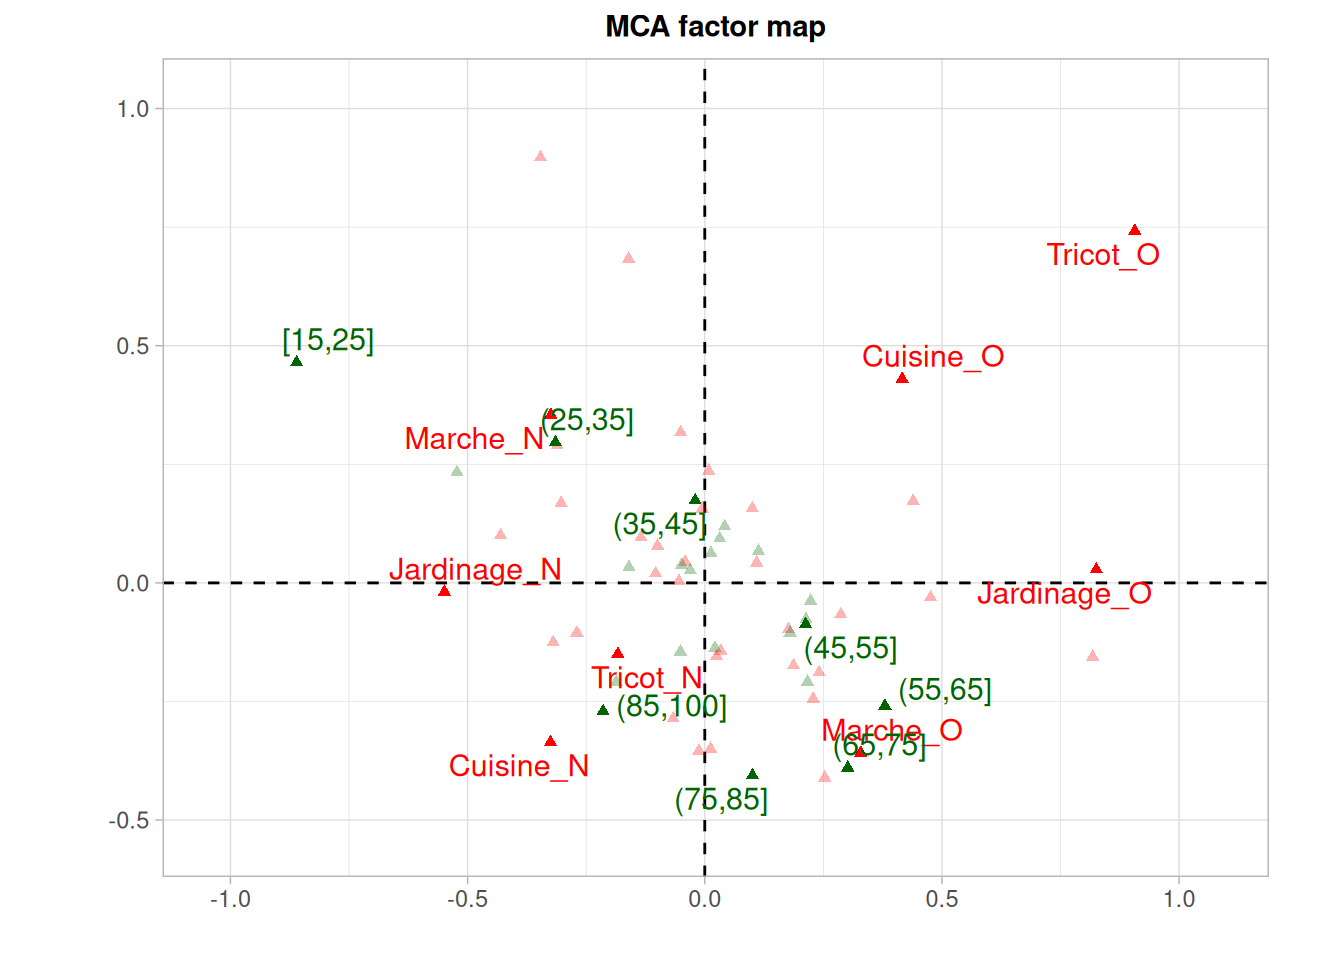 MCA factor map
1.0
Tricot_O
[15,25]
0.5
Cuisine_O
(25,35]
Marche_N
(35,45]
Jardinage_N
0.0
Jardinage_O
(45,55]
Tricot_N
(55,65]
(85,100]
Marche_O
(65,75]
Cuisine_N
(75,85]
-0.5
-1.0 -0.5 0.0 0.5 1.0